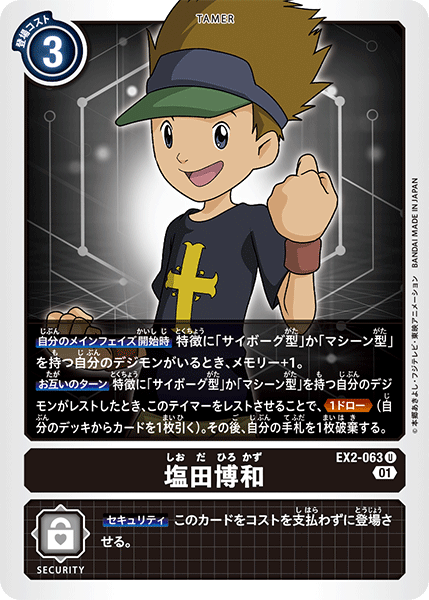 TAMER
登場コスト
3
自分のメインフェイズ開始時 特徴に「サイボーグ型」か「マシーン型」
を持つ自分のデジモンがいるとき、メモリー+1。
お互いのターン 特徴に「サイボーグ型」か「マシーン型」を持つ自分のデジ
モンがレストしたとき、このテイマーをレストさせることで、1ドロー(自
分のデッキからカードを1枚引く)。その後、自分の手札を1枚破棄する。
©本郷あきよし・フジテレビ・東映アニメーション BANDAI MADE IN JAPAN
EX2-063 U
01
しおだひろかず
塩田博和
セキュリティ このカードをコストを支払わずに登場さ
せる。
SECURITY